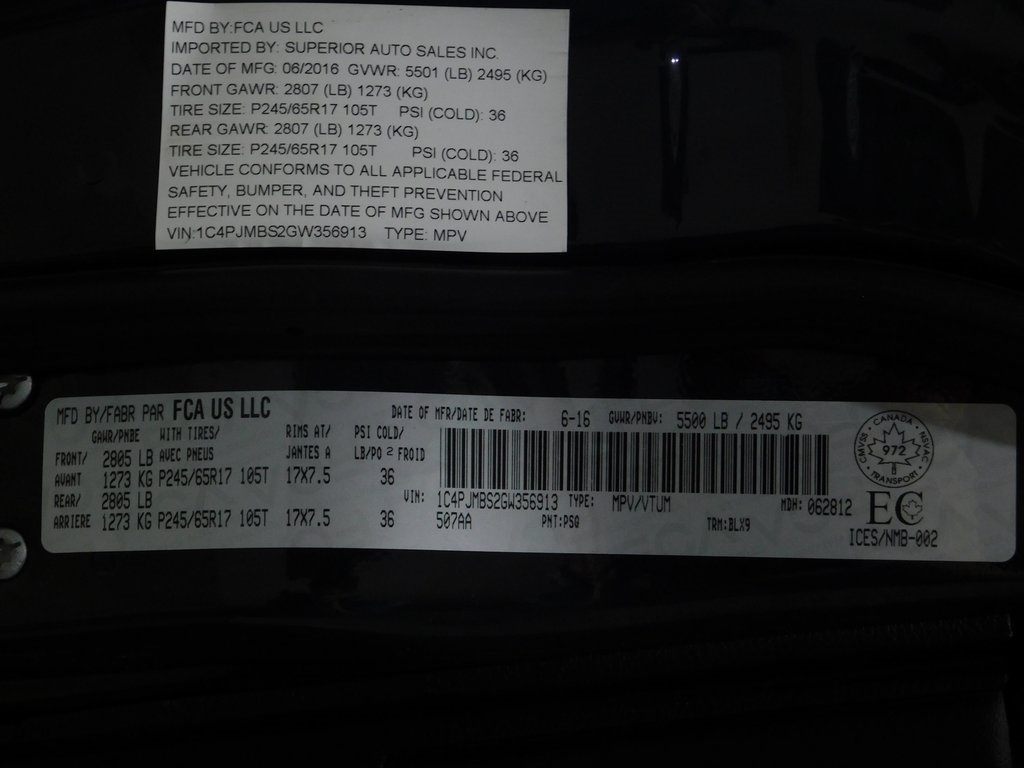 MFD BY:FCA US LLC
IMPORTED BY: SUPERIOR AUTO SALES INC.
DATE OF MFG: 06/2016 GVWR: 5501 (LB) 2495 (KG)
FRONT GAWR: 2807 (LB) 1273 (KG)
TIRE SIZE: P245/65R17 105T PSI (COLD): 36
REAR GAWR: 2807 (LB) 1273 (KG)
TIRE SIZE: P245/65R17 105T PSI (COLD): 36
VEHICLE CONFORMS TO ALL APPLICABLE FEDERAL
SAFETY, BUMPER, AND THEFT PREVENTION
EFFECTIVE ON THE DATE OF MFG SHOWN ABOVE
VIN:1C4PJMBS2GW356913 TYPE: MPV
MFD BY/FABR PAR FCA US LLC DATE OF MFR/DATE DE FABR: 6-16 GVWR/PNBV: 5500 LB / 2495 KG
GAWR/PNBE WITH TIRES/ RIMS AT/ PSI COLD/
FRONT/ 2805 LB AVEC PNEUS JANTES A LB/PO2 FROID
AVANT 1273 KG P245/65R17 105T 17X7.5 36
REAR/ 2805 LB VIN: 1C4PJMBS2GW356913 TYPE: MPV/VTUM MDH: 062812
ARRIERE 1273 KG P245/65R17 105T 17X7.5 36 507AA PNT:PSQ TRM:BLX9
CANADA
CMVSS 972 NSVAC
TRANSPORT
EC
ICES/NMB-002